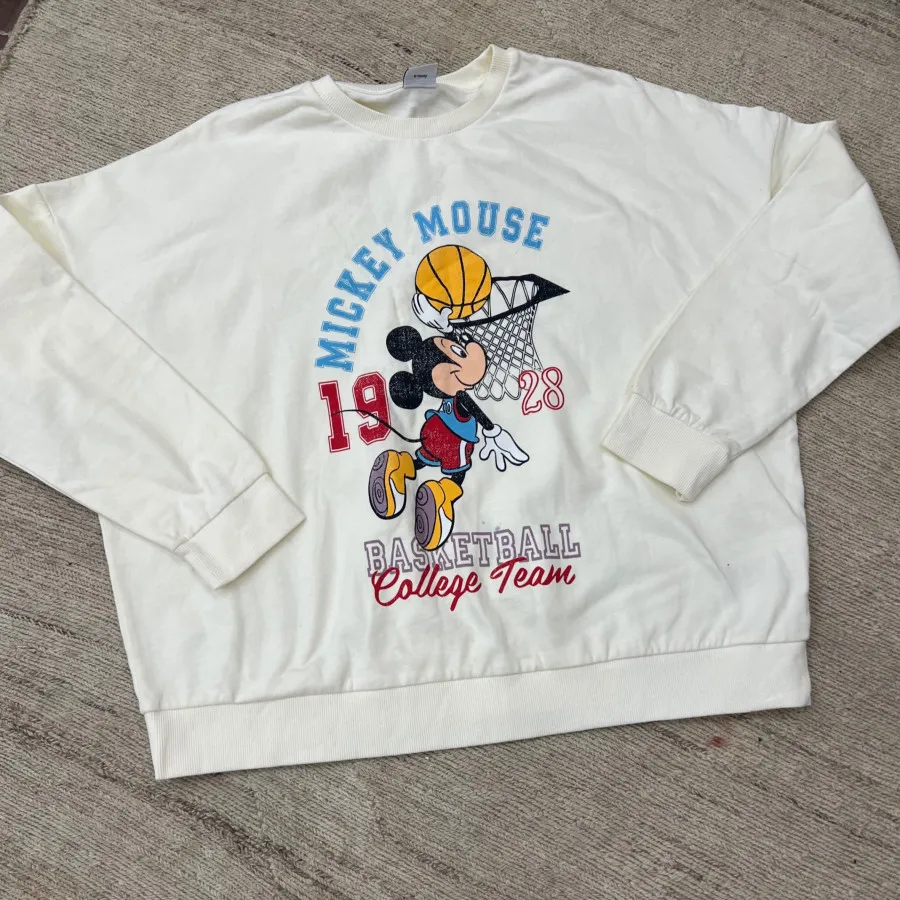 MICKEY MOUSE
19 28
BASKETBALL
College Team